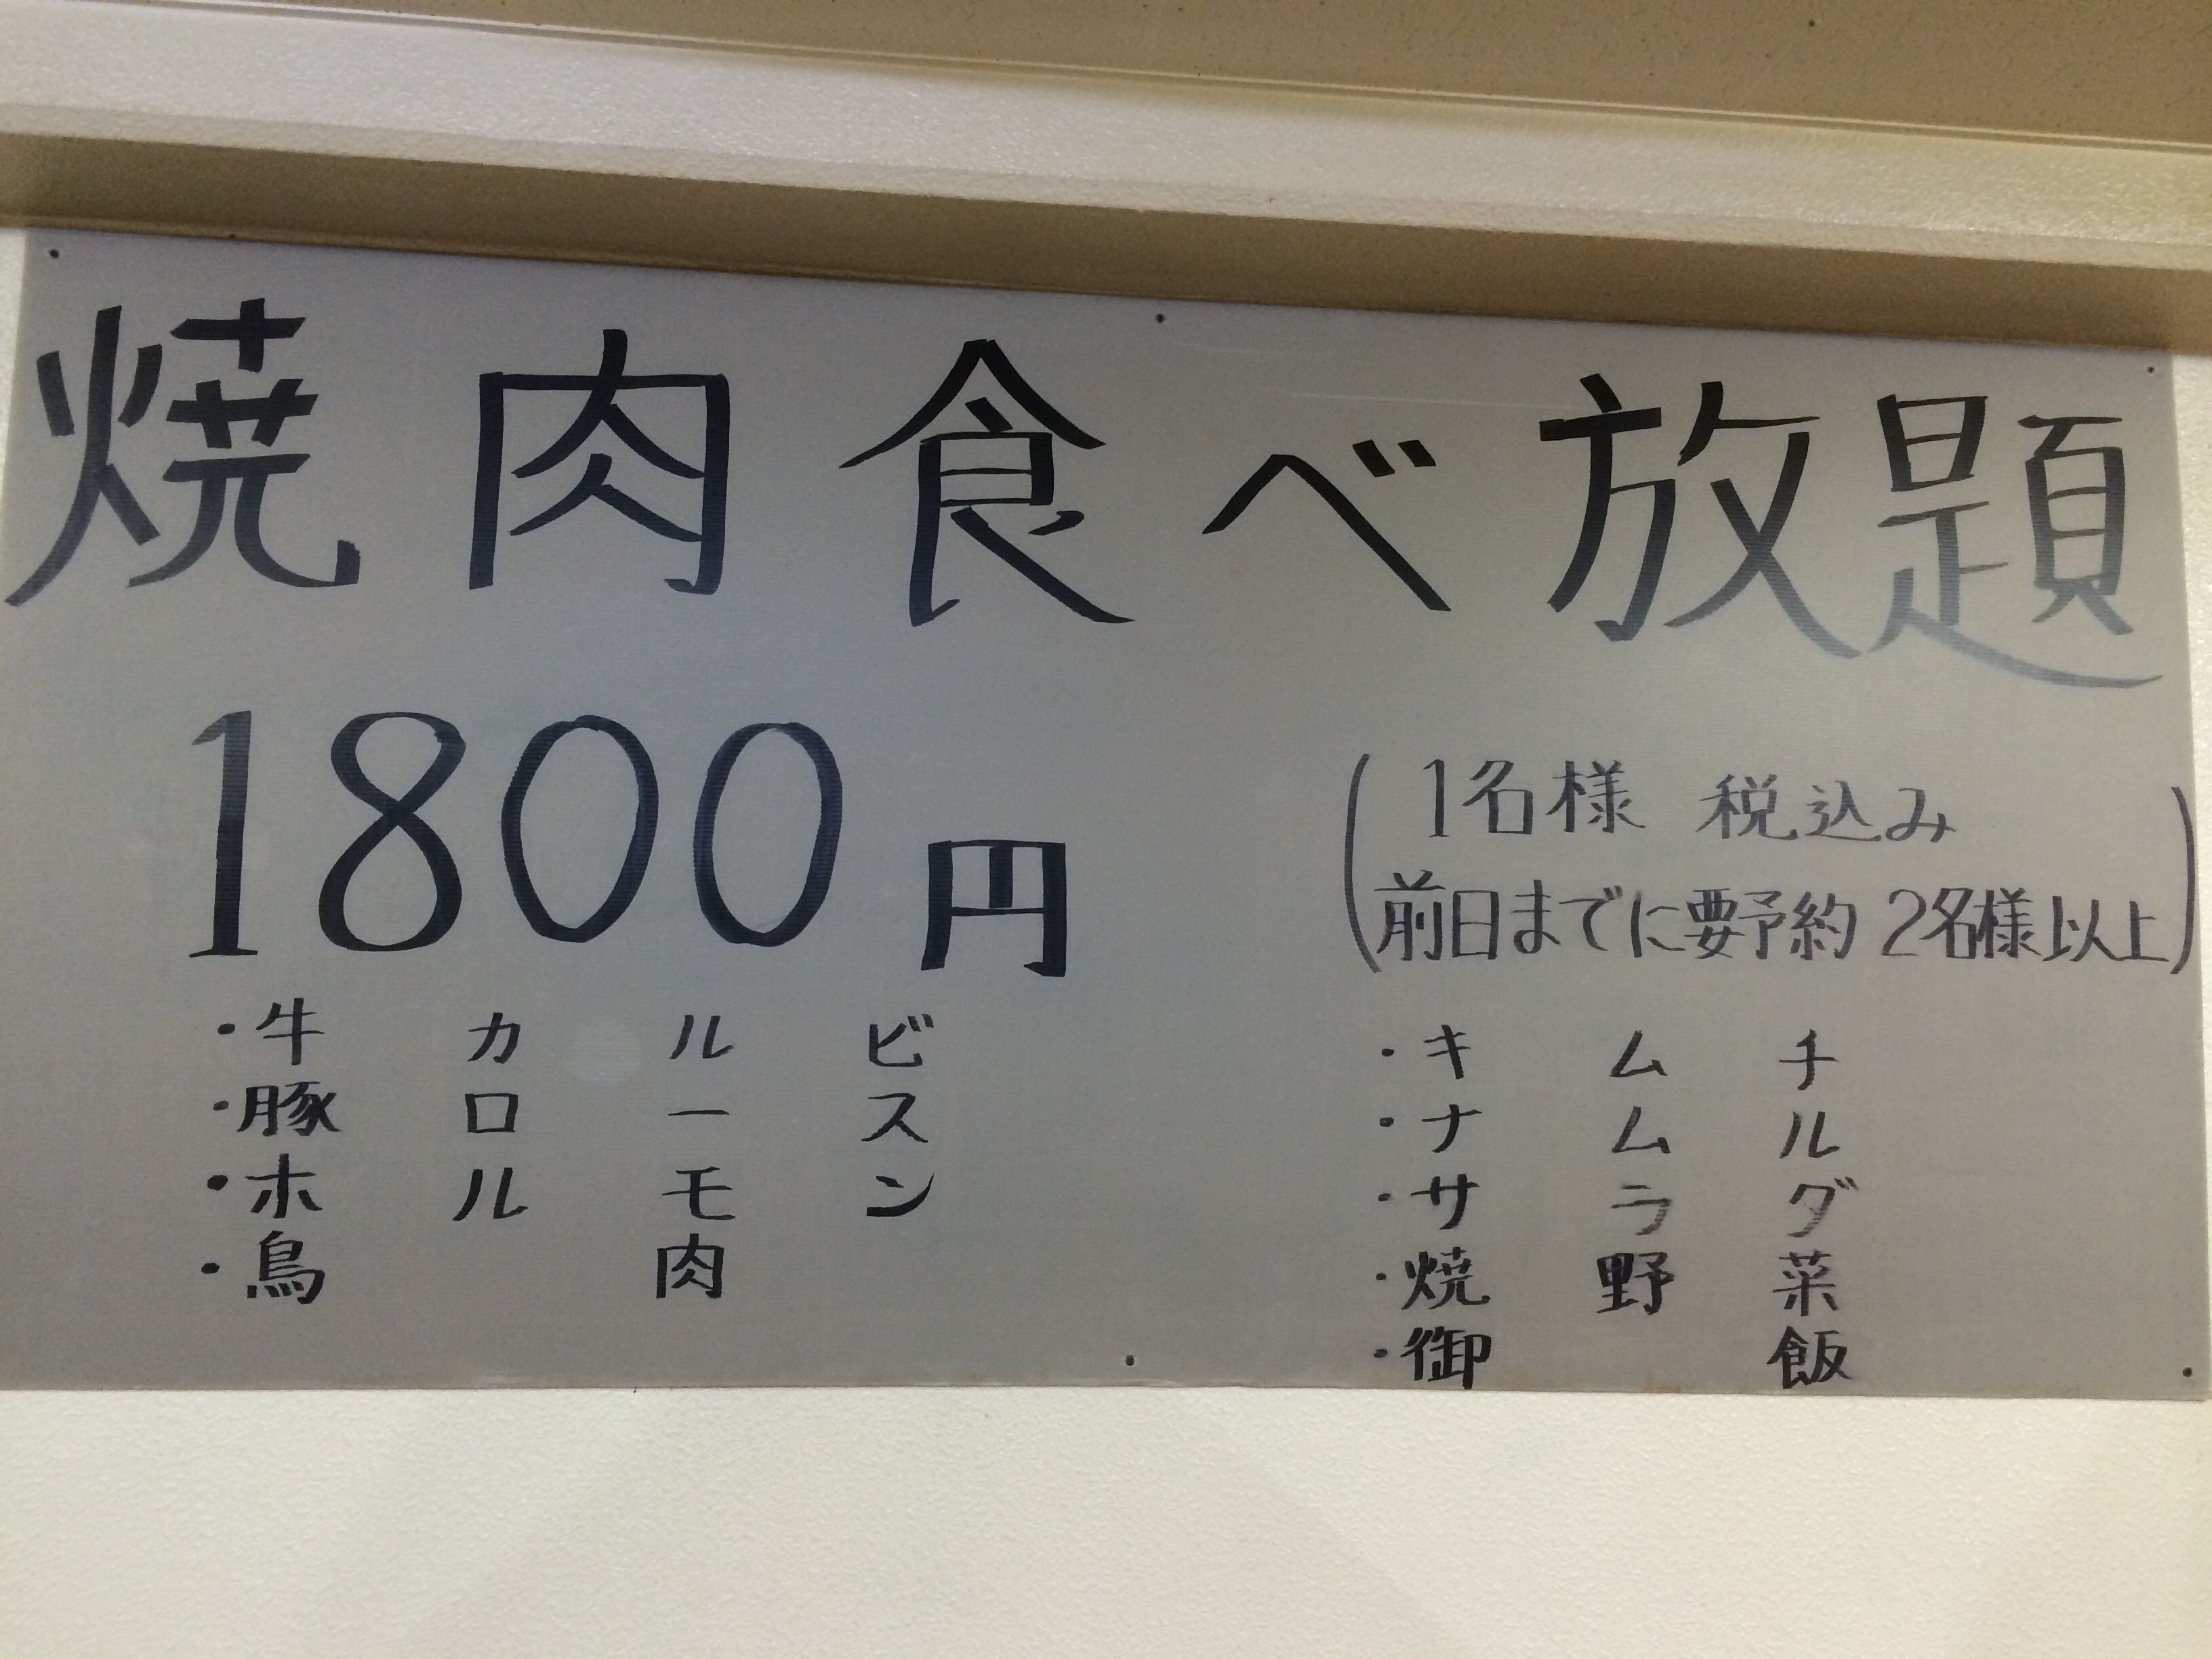 焼肉食べ放題
1800円
(1名様 税込み
前日までに要予約 2名様以上)
・牛カルビ
・豚ロース
・ホルモン
・鳥肉
・キムチ
・ナムル
・サラダ
・焼野菜
・御飯